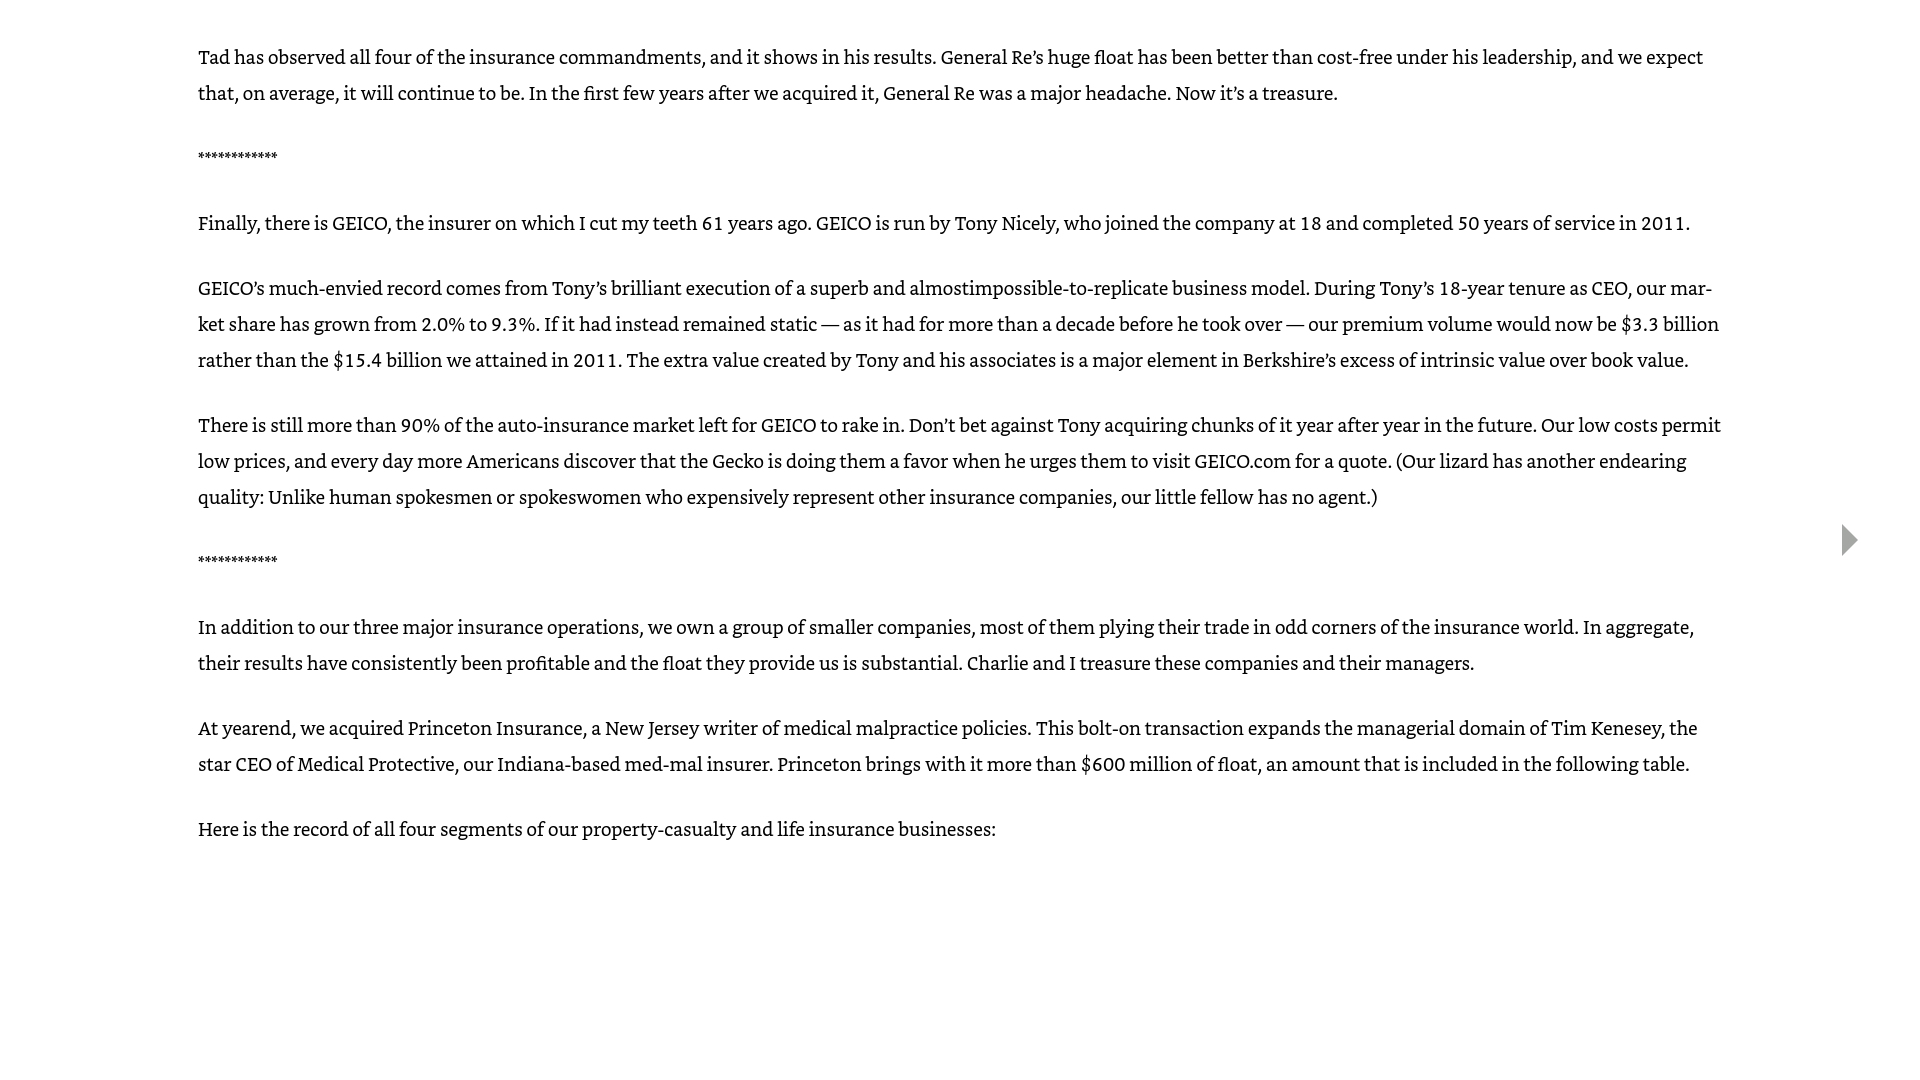 Tad has observed all four of the insurance commandments, and it shows in his results. General Re’s huge float has been better than cost-free under his leadership, and we expect
that, on average, it will continue to be. In the first few years after we acquired it, General Re was a major headache. Now it’s a treasure.
************
Finally, there is GEICO, the insurer on which I cut my teeth 61 years ago. GEICO is run by Tony Nicely, who joined the company at 18 and completed 50 years of service in 2011.
GEICO’s much-envied record comes from Tony’s brilliant execution of a superb and almostimpossible-to-replicate business model. During Tony’s 18-year tenure as CEO, our mar-
ket share has grown from 2.0% to 9.3%. If it had instead remained static — as it had for more than a decade before he took over — our premium volume would now be $3.3 billion
rather than the $15.4 billion we attained in 2011. The extra value created by Tony and his associates is a major element in Berkshire’s excess of intrinsic value over book value.
There is still more than 90% of the auto-insurance market left for GEICO to rake in. Don’t bet against Tony acquiring chunks of it year after year in the future. Our low costs permit
low prices, and every day more Americans discover that the Gecko is doing them a favor when he urges them to visit GEICO.com for a quote. (Our lizard has another endearing
quality: Unlike human spokesmen or spokeswomen who expensively represent other insurance companies, our little fellow has no agent.)
************
In addition to our three major insurance operations, we own a group of smaller companies, most of them plying their trade in odd corners of the insurance world. In aggregate,
their results have consistently been profitable and the float they provide us is substantial. Charlie and I treasure these companies and their managers.
At yearend, we acquired Princeton Insurance, a New Jersey writer of medical malpractice policies. This bolt-on transaction expands the managerial domain of Tim Kenesey, the
star CEO of Medical Protective, our Indiana-based med-mal insurer. Princeton brings with it more than $600 million of float, an amount that is included in the following table.
Here is the record of all four segments of our property-casualty and life insurance businesses: